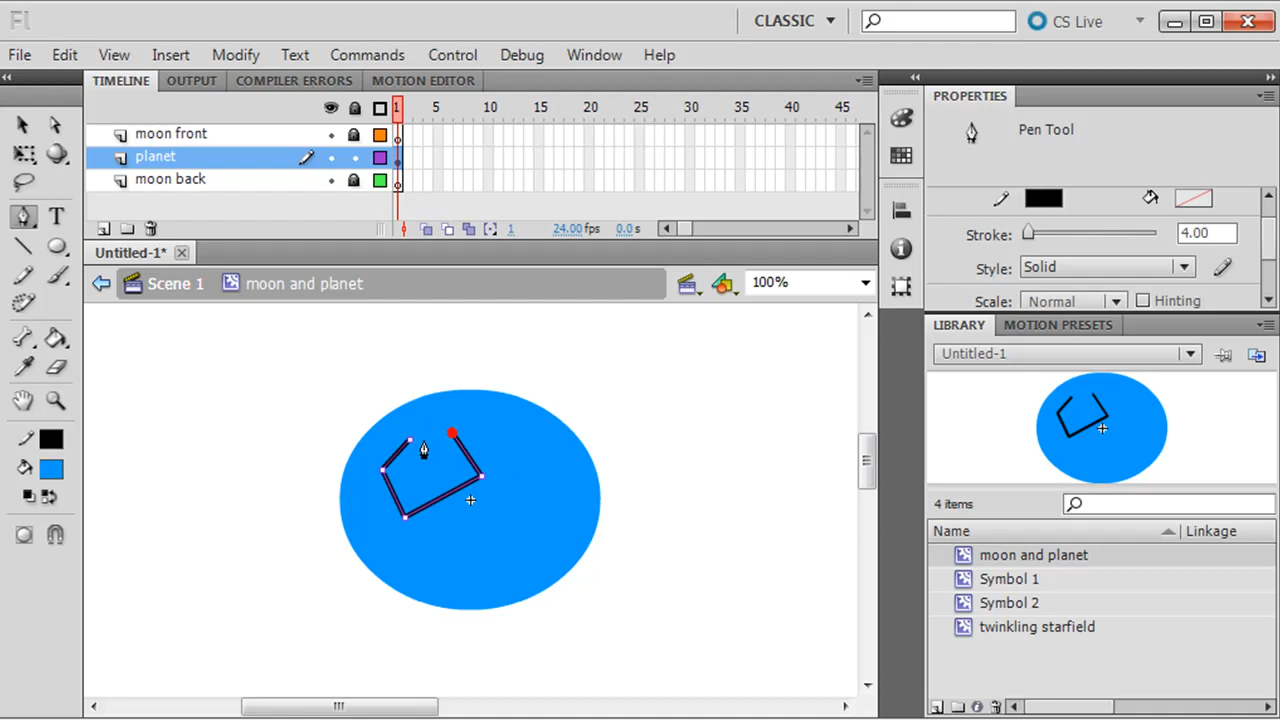 Fl
CLASSIC
CS Live
File Edit View Insert Modify Text Commands Control Debug Window Help
TIMELINE OUTPUT COMPILER ERRORS MOTION EDITOR
1 5 10 15 20 25 30 35 40 45
moon front
planet
moon back
1 24.00 fps 0.0 s
Untitled-1*
Scene 1 moon and planet 100%
T
PROPERTIES
Pen Tool
Stroke: 4.00
Style: Solid
Scale: Normal Hinting
LIBRARY MOTION PRESETS
Untitled-1
4 items
Name Linkage
moon and planet
Symbol 1
Symbol 2
twinkling starfield